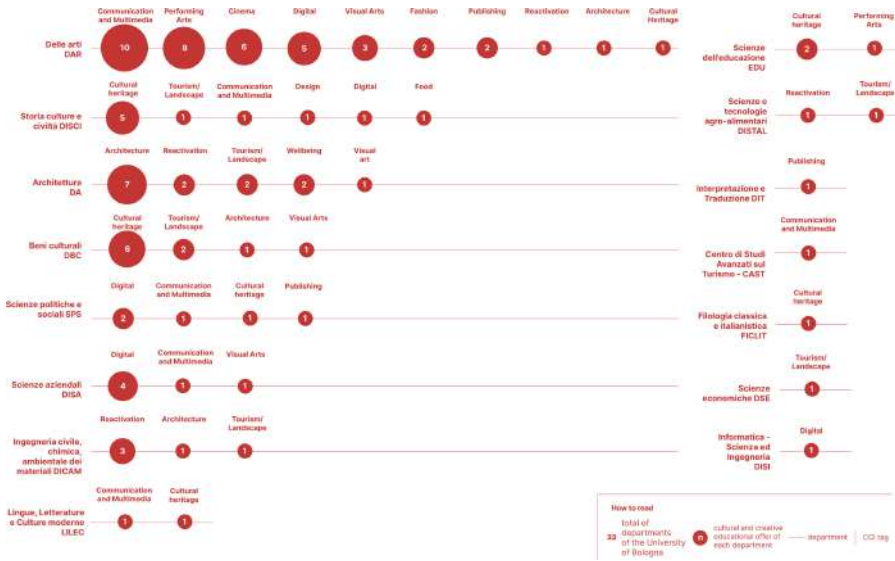 Communication and Multimedia
Performing Arts
Cinema
Digital
Visual Arts
Fashion
Publishing
Reactivation
Architecture
Cultural Heritage
Delle arti DAR
10
8
6
5
3
2
2
1
1
1
Cultural heritage
Tourism/ Landscape
Communication and Multimedia
Design
Digital
Food
Storia culture e civiltà DISCI
5
1
1
1
1
1
Architecture
Reactivation
Tourism/ Landscape
Wellbeing
Visual art
Architettura DA
7
2
2
2
1
Cultural heritage
Tourism/ Landscape
Architecture
Visual Arts
Beni culturali DBC
6
2
1
1
Digital
Communication and Multimedia
Cultural heritage
Publishing
Scienze politiche e sociali SPS
2
1
1
1
Digital
Communication and Multimedia
Visual Arts
Scienze aziendali DISA
4
1
1
Reactivation
Architecture
Tourism/ Landscape
Ingegneria civile, chimica, ambientale dei materiali DICAM
3
1
1
Communication and Multimedia
Cultural heritage
Lingue, Letterature e Culture moderne LILEC
1
1
Cultural heritage
Performing Arts
Scienze dell'educazione EDU
2
1
Reactivation
Tourism/ Landscape
Scienze e tecnologie agro-alimentari DISTAL
1
1
Publishing
Interpretazione e Traduzione DIT
1
Communication and Multimedia
Centro di Studi Avanzati sul Turismo - CAST
1
Cultural heritage
Filologia classica e italianistica FICLIT
1
Tourism/ Landscape
Scienze economiche DSE
1
Digital
Informatica - Scienza ed Ingegneria DISI
1
How to read
total of departments of the University of Bologna
n
cultural and creative educational offer of each department
department
CCI tag